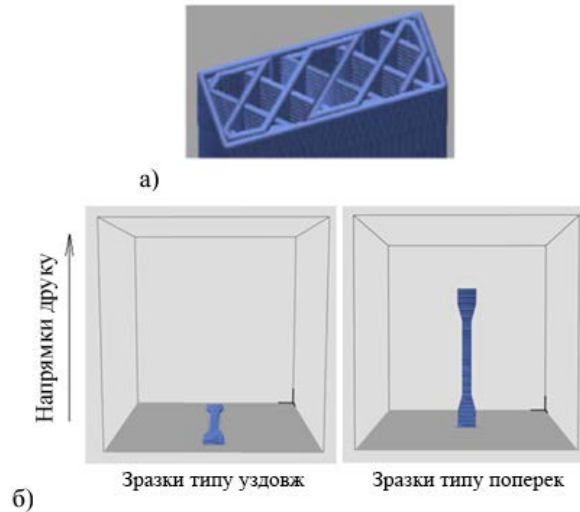 а)
Напрямки друку
Зразки типу уздовж
Зразки типу поперек
б)